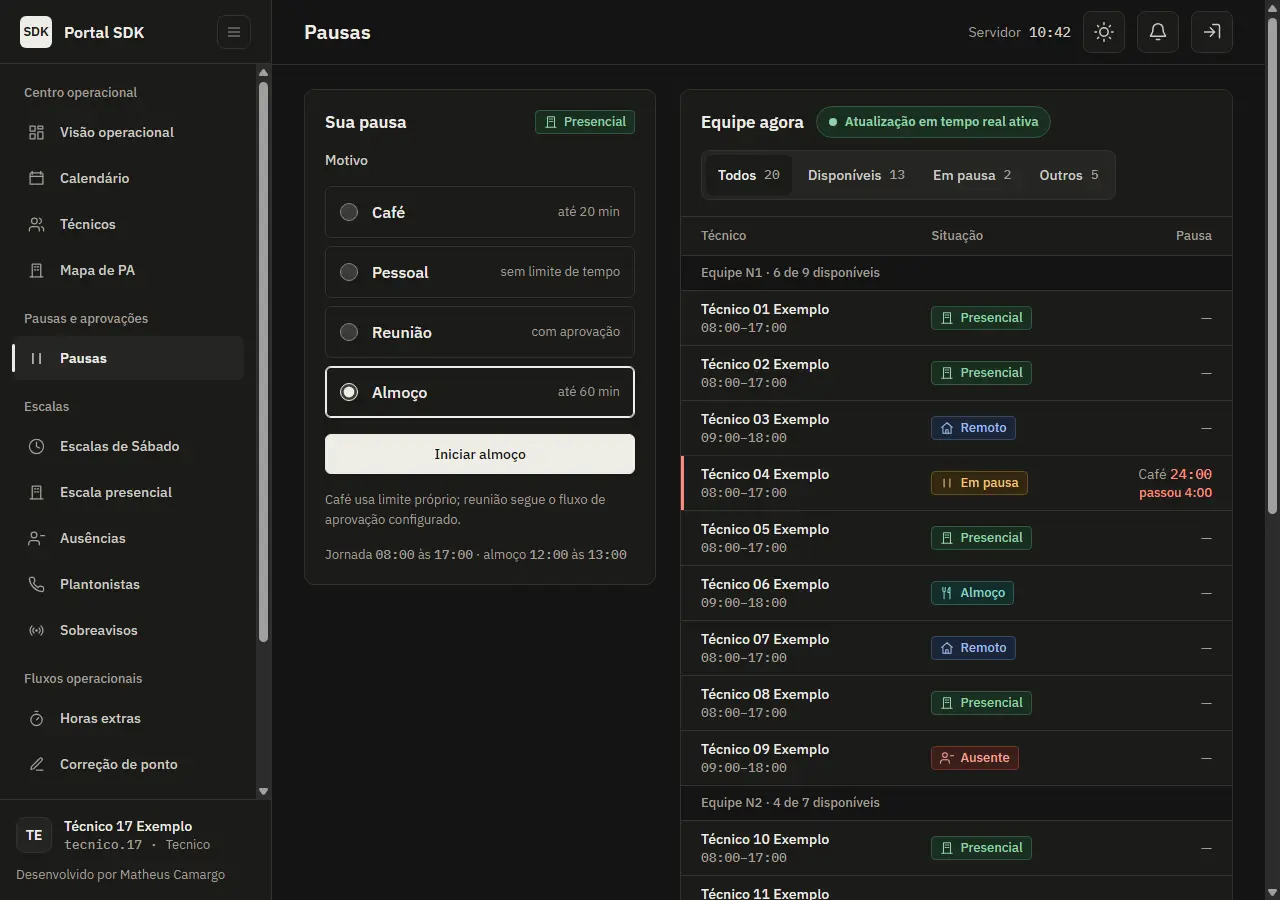 SDK Portal SDK
Centro operacional
Visão operacional
Calendário
Técnicos
Mapa de PA
Pausas e aprovações
Pausas
Escalas
Escalas de Sábado
Escala presencial
Ausências
Plantonistas
Sobreavisos
Fluxos operacionais
Horas extras
Correção de ponto
TE
Técnico 17 Exemplo
tecnico.17 · Tecnico
Desenvolvido por Matheus Camargo
Pausas
Servidor 10:42
Sua pausa
Presencial
Motivo
Café até 20 min
Pessoal sem limite de tempo
Reunião com aprovação
Almoço até 60 min
Iniciar almoço
Café usa limite próprio; reunião segue o fluxo de
aprovação configurado.
Jornada 08:00 às 17:00 · almoço 12:00 às 13:00
Equipe agora
Atualização em tempo real ativa
Todos 20 Disponíveis 13 Em pausa 2 Outros 5
Técnico Situação Pausa
Equipe N1 · 6 de 9 disponíveis
Técnico 01 Exemplo
08:00–17:00
Presencial
—
Técnico 02 Exemplo
08:00–17:00
Presencial
—
Técnico 03 Exemplo
09:00–18:00
Remoto
—
Técnico 04 Exemplo
08:00–17:00
Em pausa
Café 24:00
passou 4:00
Técnico 05 Exemplo
08:00–17:00
Presencial
—
Técnico 06 Exemplo
09:00–18:00
Almoço
—
Técnico 07 Exemplo
08:00–17:00
Remoto
—
Técnico 08 Exemplo
08:00–17:00
Presencial
—
Técnico 09 Exemplo
09:00–18:00
Ausente
—
Equipe N2 · 4 de 7 disponíveis
Técnico 10 Exemplo
08:00–17:00
Presencial
—
Técnico 11 Exemplo